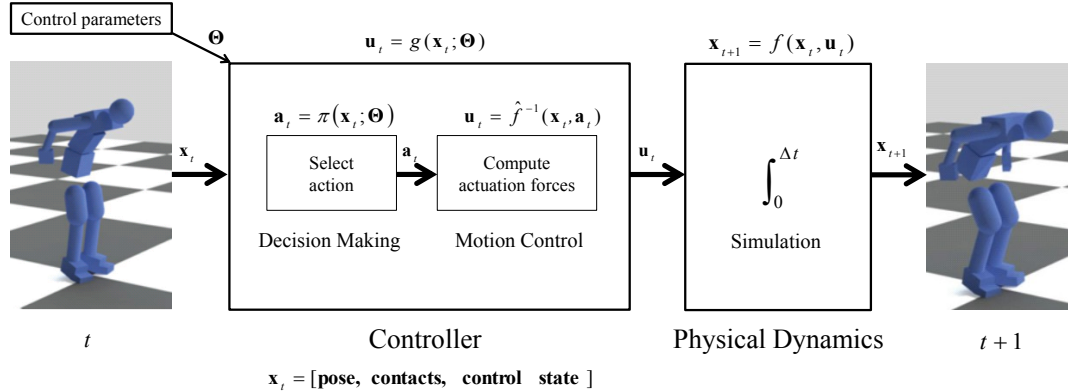 Control parameters
Θ
u_t = g(x_t; Θ)
x_{t+1} = f(x_t, u_t)
a_t = π(x_t; Θ)
u_t = f̂^{-1}(x_t, a_t)
x_t
Select
action
a_t
Compute
actuation forces
u_t
∫_0^{Δt}
x_{t+1}
Decision Making
Motion Control
Simulation
t
Controller
Physical Dynamics
t + 1
x_t = [pose, contacts, control state ]